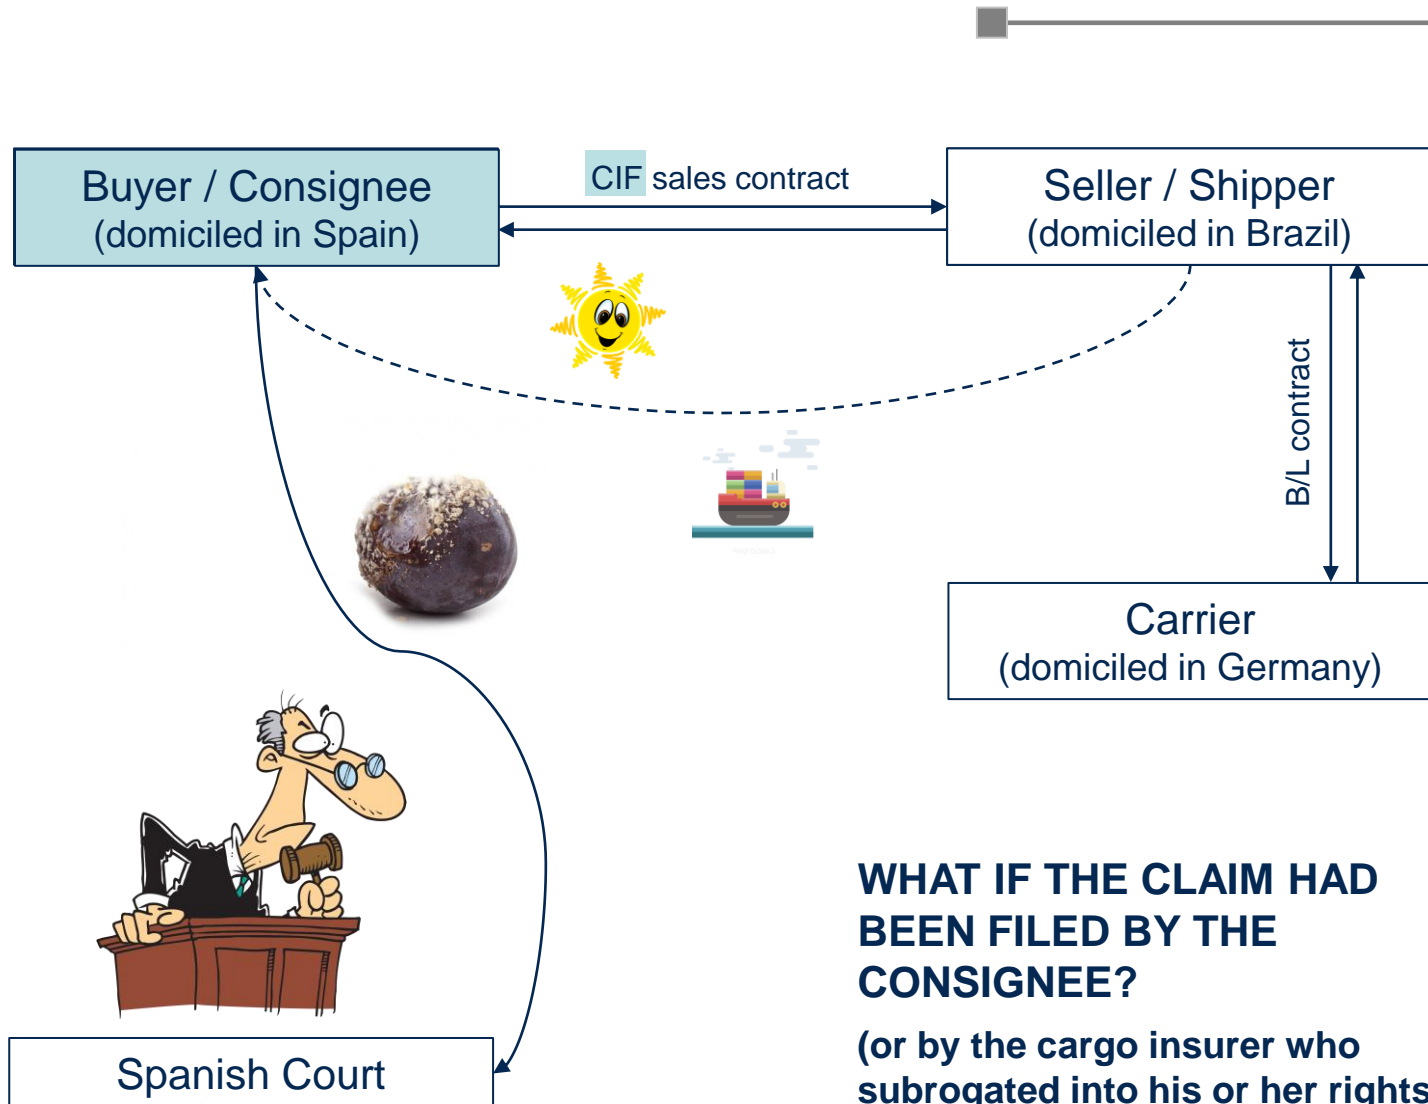 Buyer / Consignee
(domiciled in Spain)
CIF sales contract
Seller / Shipper
(domiciled in Brazil)
B/L contract
Carrier
(domiciled in Germany)
WHAT IF THE CLAIM HAD
BEEN FILED BY THE
CONSIGNEE?
(or by the cargo insurer who
subrogated into his or her rights
Spanish Court